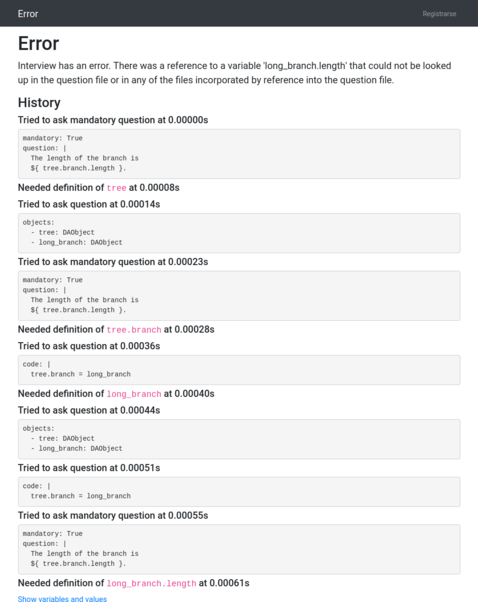 Error
Registrarse
Error
Interview has an error. There was a reference to a variable 'long_branch.length' that could not be looked
up in the question file or in any of the files incorporated by reference into the question file.
History
Tried to ask mandatory question at 0.00000s
mandatory: True
question: |
  The length of the branch is
  ${ tree.branch.length }.
Needed definition of tree at 0.00008s
Tried to ask question at 0.00014s
objects:
  - tree: DAObject
  - long_branch: DAObject
Tried to ask mandatory question at 0.00023s
mandatory: True
question: |
  The length of the branch is
  ${ tree.branch.length }.
Needed definition of tree.branch at 0.00028s
Tried to ask question at 0.00036s
code: |
  tree.branch = long_branch
Needed definition of long_branch at 0.00040s
Tried to ask question at 0.00044s
objects:
  - tree: DAObject
  - long_branch: DAObject
Tried to ask question at 0.00051s
code: |
  tree.branch = long_branch
Tried to ask mandatory question at 0.00055s
mandatory: True
question: |
  The length of the branch is
  ${ tree.branch.length }.
Needed definition of long_branch.length at 0.00061s
Show variables and values